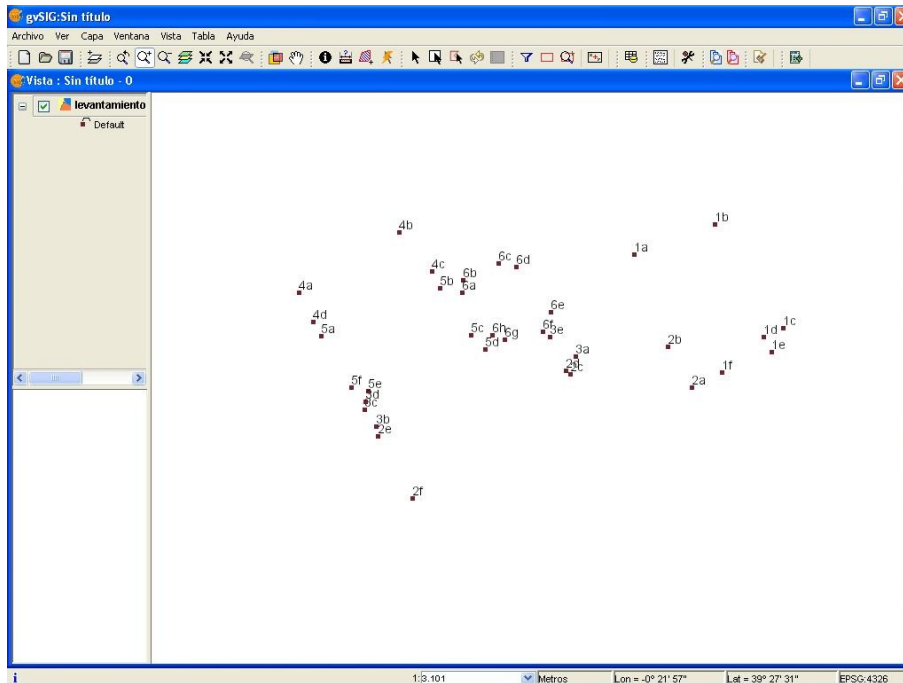 gvSIG:Sin título
Archivo Ver Capa Ventana Vista Tabla Ayuda
Vista : Sin título - 0
levantamiento
Default
1b
4b
1a
6c 6d
4c
6b
5b 6a
4a
6e
4d
1c
5a
5c 6h 6g 6f 3e
1d
5d
2b
1e
3a
2c
1f
5f 5e
2a
3d
3c
3b
2e
2f
1:3.101
Metros
Lon = -0° 21' 57"
Lat = 39° 27' 31"
EPSG:4326